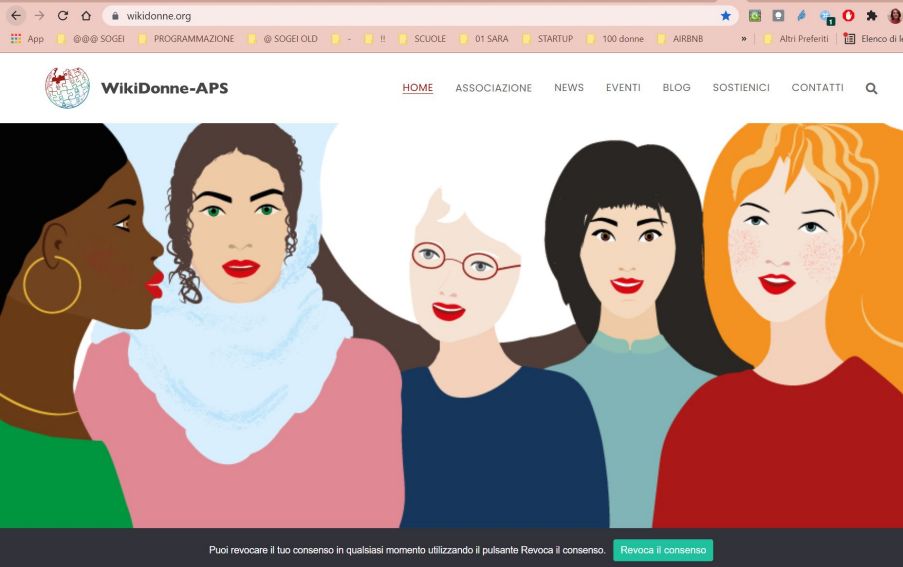 wikidonne.org
App @@@ SOGEI PROGRAMMAZIONE @ SOGEI OLD - !! SCUOLE 01 SARA STARTUP 100 donne AIRBNB » Altri Preferiti Elenco di le
WikiDonne-APS HOME ASSOCIAZIONE NEWS EVENTI BLOG SOSTIENICI CONTATTI
Puoi revocare il tuo consenso in qualsiasi momento utilizzando il pulsante Revoca il consenso. Revoca il consenso